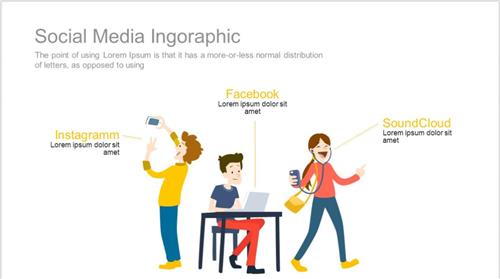 Social Media Ingoraphic
The point of using Lorem Ipsum is that it has a more-or-less normal distribution
of letters, as opposed to using
Facebook
Lorem ipsum dolor sit
amet
Instagramm
Lorem ipsum dolor sit
amet
SoundCloud
Lorem ipsum dolor sit
amet